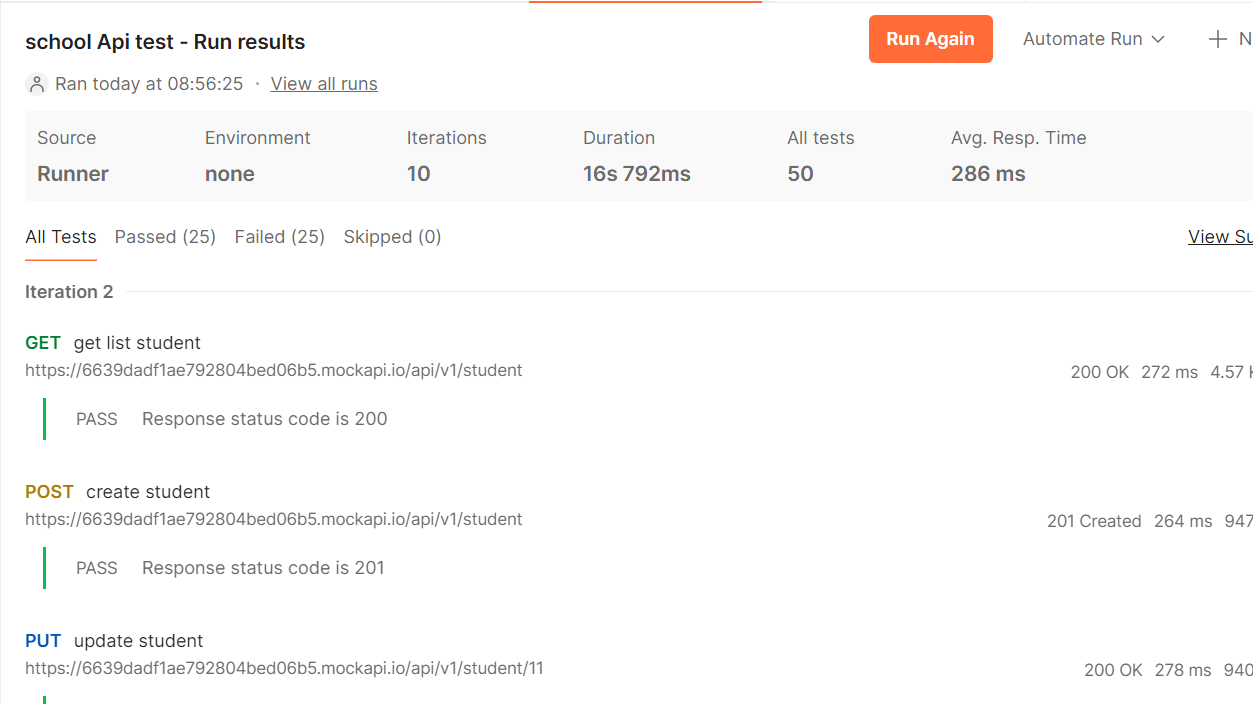 school Api test - Run results
Run Again
Automate Run
Ran today at 08:56:25 · View all runs
Source Environment Iterations Duration All tests Avg. Resp. Time
Runner none 10 16s 792ms 50 286 ms
All Tests Passed (25) Failed (25) Skipped (0) View
Iteration 2
GET get list student
https://6639dadf1ae792804bed06b5.mockapi.io/api/v1/student
200 OK 272 ms 4.57
PASS Response status code is 200
POST create student
https://6639dadf1ae792804bed06b5.mockapi.io/api/v1/student
201 Created 264 ms 947
PASS Response status code is 201
PUT update student
https://6639dadf1ae792804bed06b5.mockapi.io/api/v1/student/11
200 OK 278 ms 940